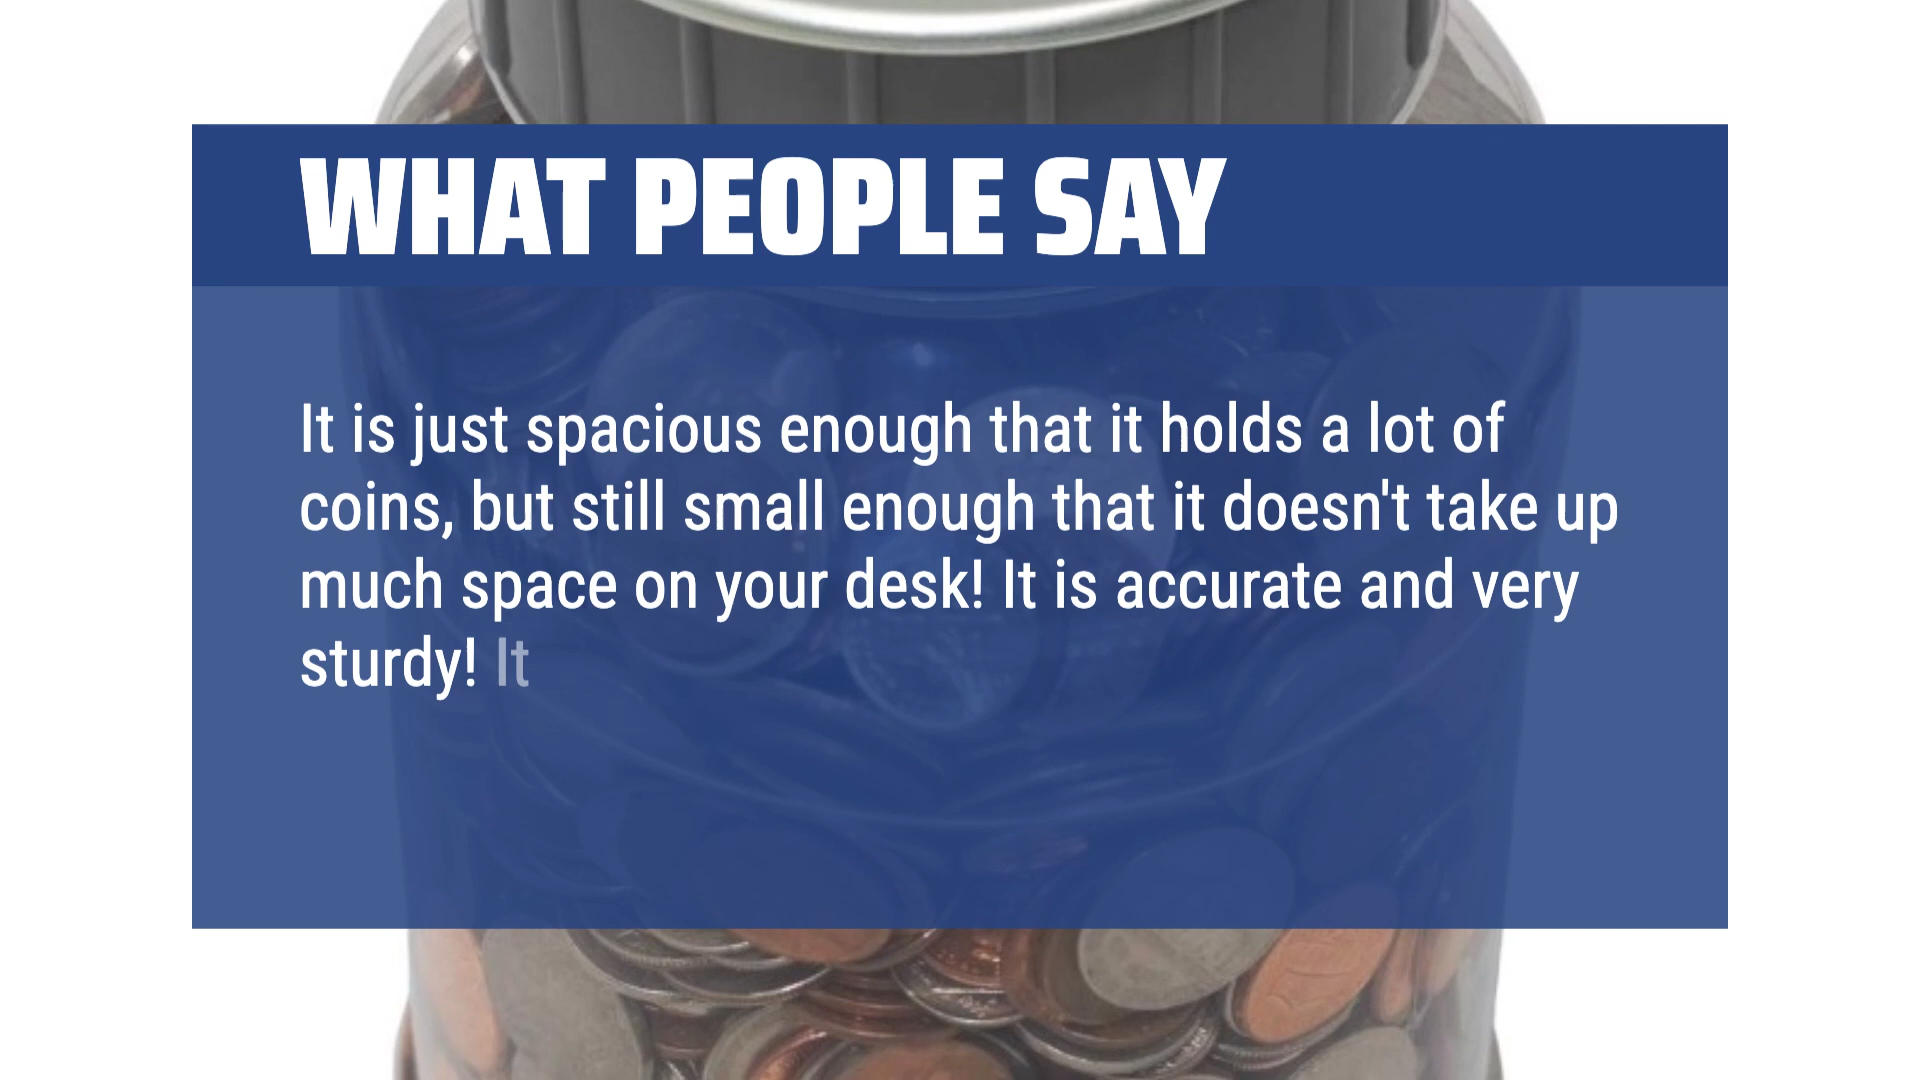 WHAT PEOPLE SAY
It is just spacious enough that it holds a lot of
coins, but still small enough that it doesn't take up
much space on your desk! It is accurate and very
sturdy! It